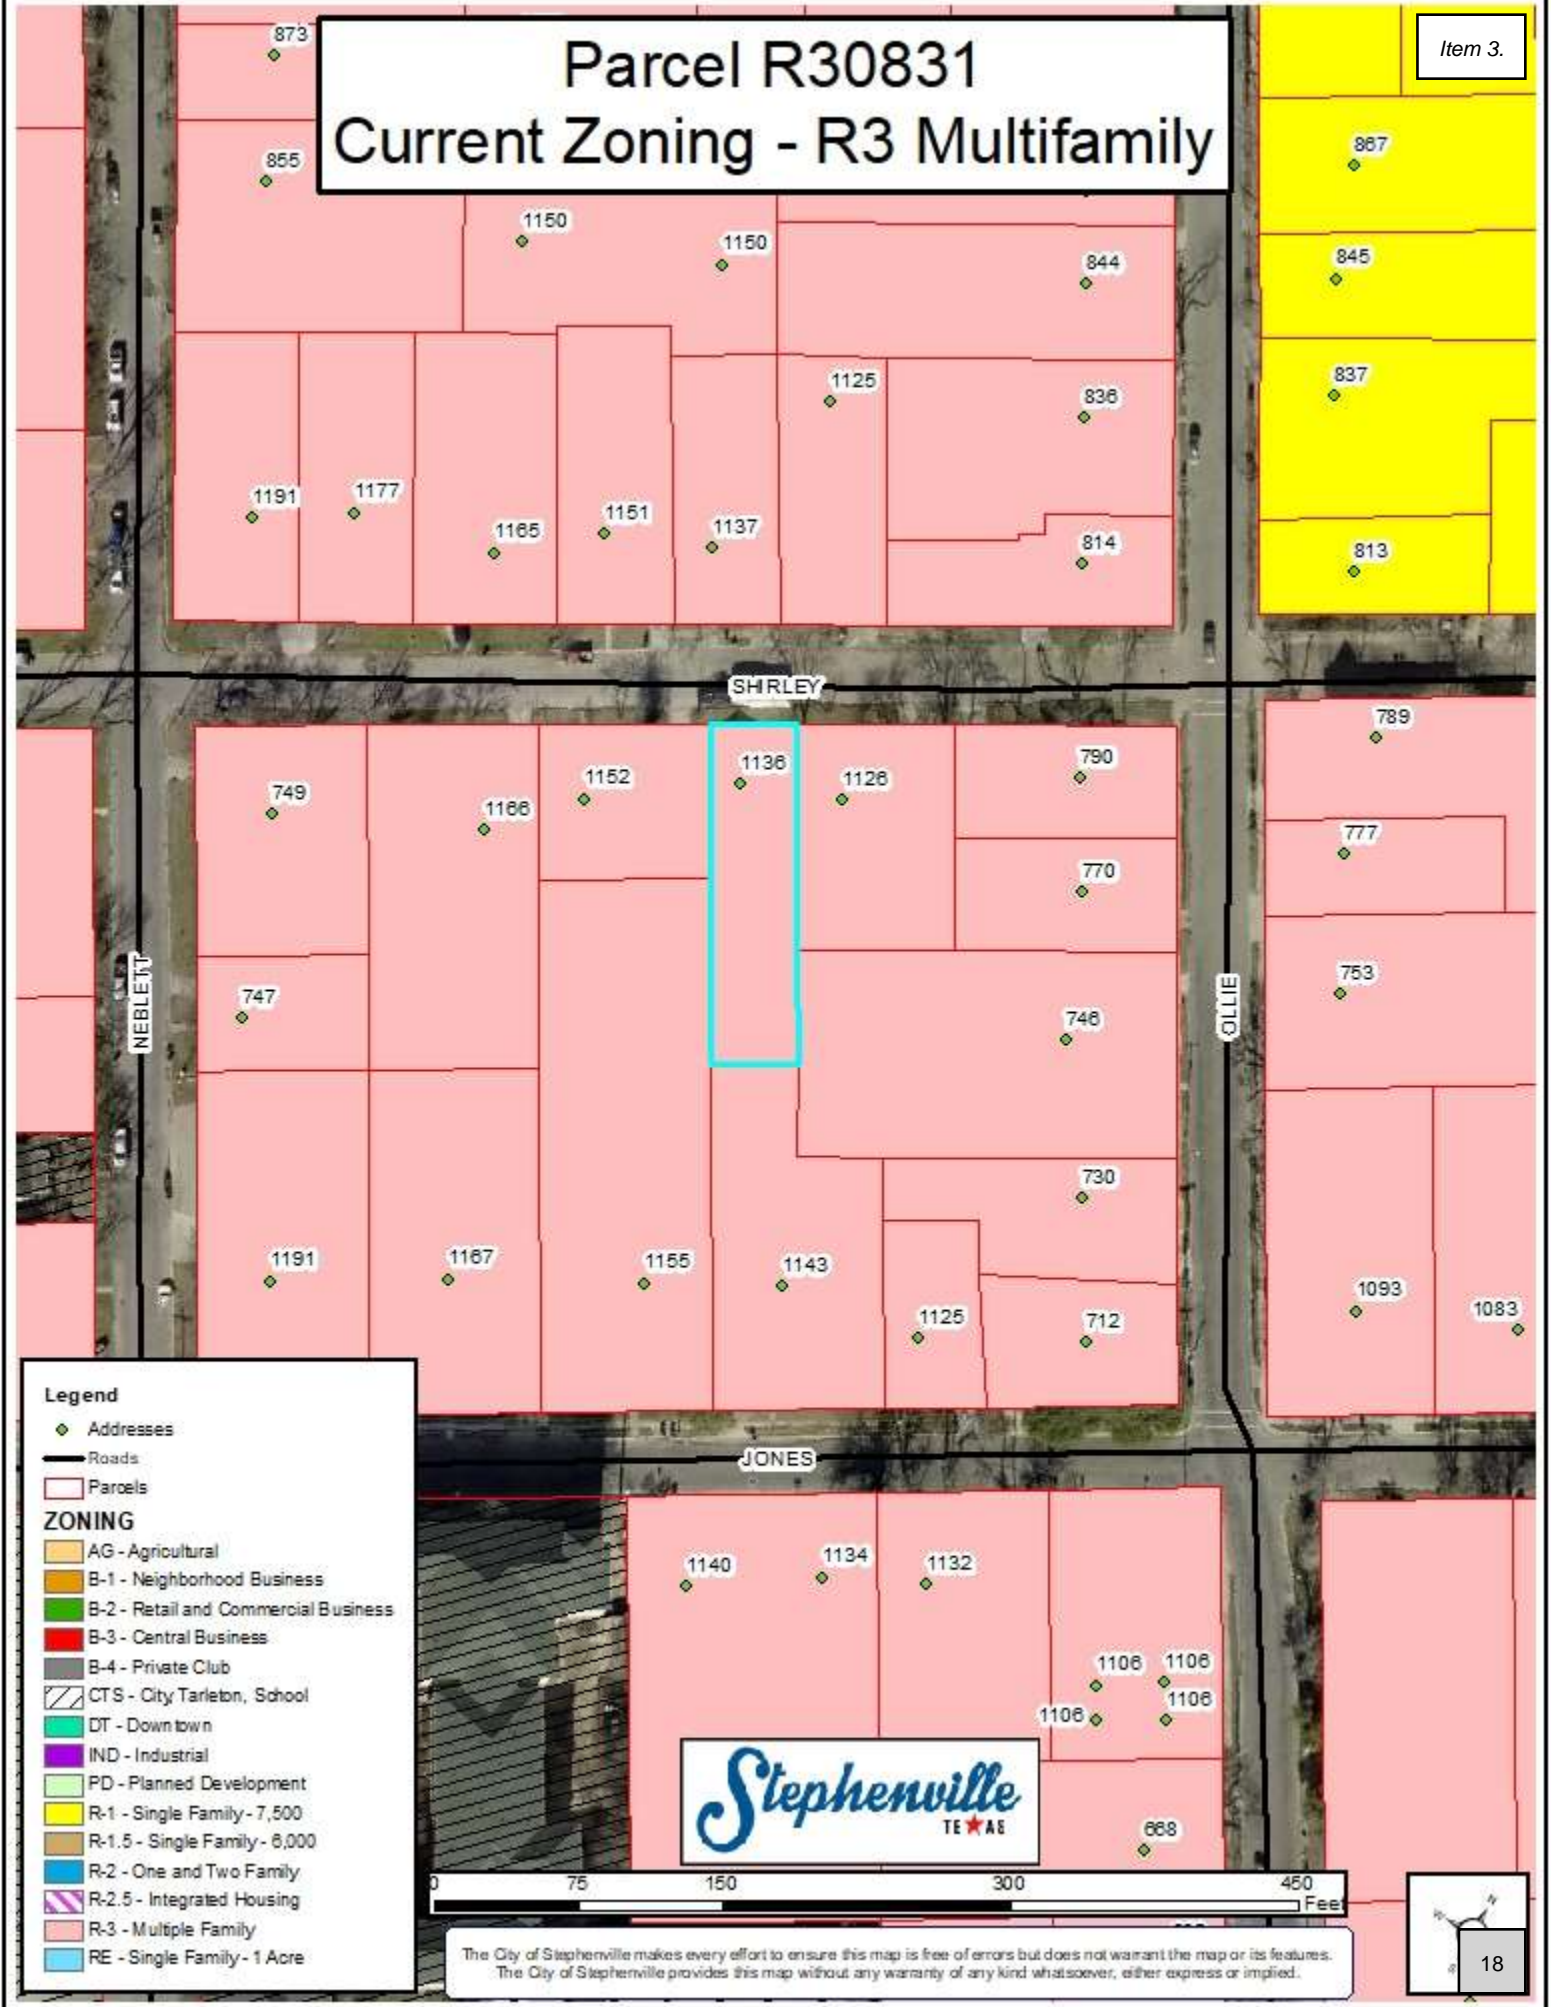 Parcel R30831
Current Zoning - R3 Multifamily
Item 3.
873
855
1150
1150
844
867
845
837
813
1125
836
814
1191
1177
1165
1151
1137
SHIRLEY
789
777
753
749
1166
1152
1136
1126
790
770
747
746
NEBLETT
OLLIE
730
1191
1167
1155
1143
1125
712
1093
1083
JONES
1140
1134
1132
1106
1106
1106
1106
668
Legend
Addresses
Roads
Parcels
ZONING
AG - Agricultural
B-1 - Neighborhood Business
B-2 - Retail and Commercial Business
B-3 - Central Business
B-4 - Private Club
CTS - City, Tarleton, School
DT - Downtown
IND - Industrial
PD - Planned Development
R-1 - Single Family - 7,500
R-1.5 - Single Family - 6,000
R-2 - One and Two Family
R-2.5 - Integrated Housing
R-3 - Multiple Family
RE - Single Family - 1 Acre
Stephenville
TEXAS
0 75 150 300 450
Feet
The City of Stephenville makes every effort to ensure this map is free of errors but does not warrant the map or its features.
The City of Stephenville provides this map without any warranty of any kind whatsoever, either express or implied.
N
W
18